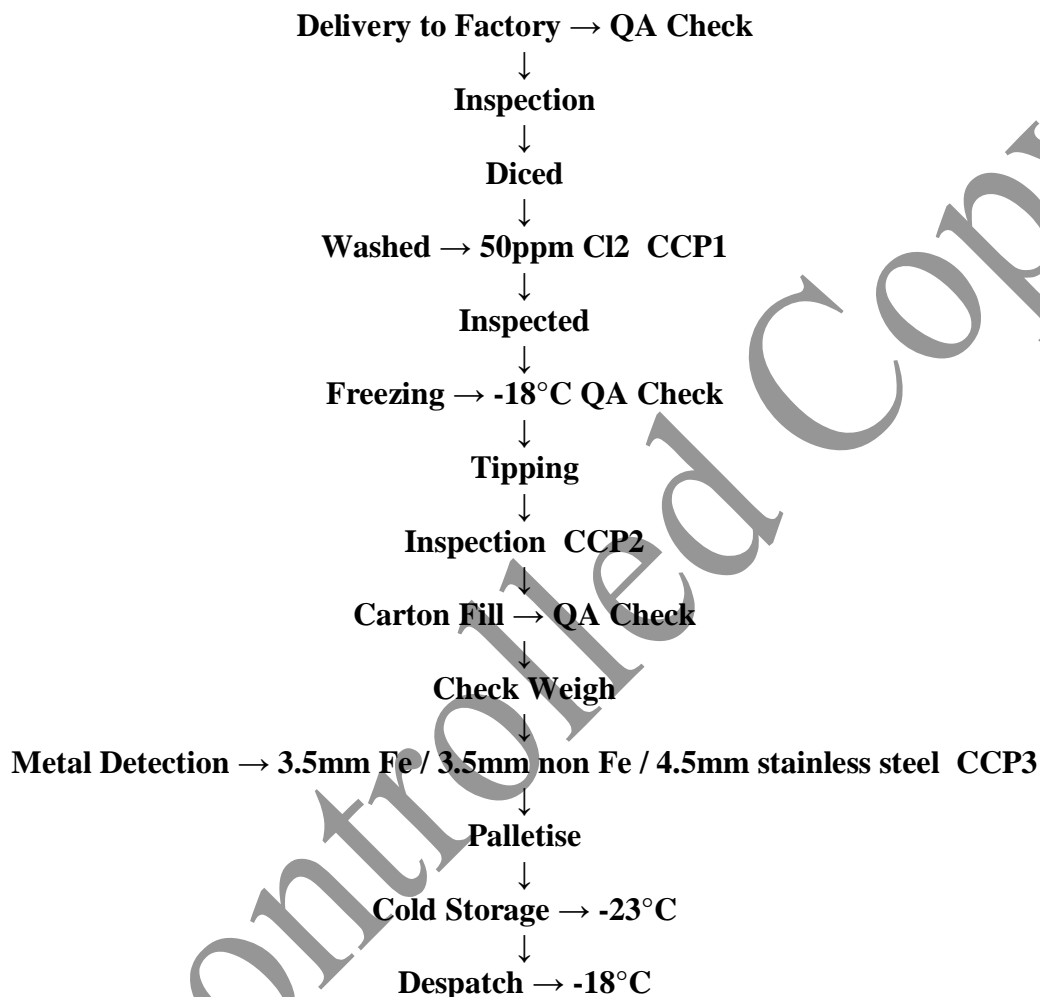 Delivery to Factory → QA Check
↓
Inspection
↓
Diced
↓
Washed → 50ppm Cl2 CCP1
↓
Inspected
↓
Freezing → -18°C QA Check
↓
Tipping
↓
Inspection CCP2
↓
Carton Fill → QA Check
↓
Check Weigh
↓
Metal Detection → 3.5mm Fe / 3.5mm non Fe / 4.5mm stainless steel CCP3
↓
Palletise
↓
Cold Storage → -23°C
↓
Despatch → -18°C
ontrolled Cop